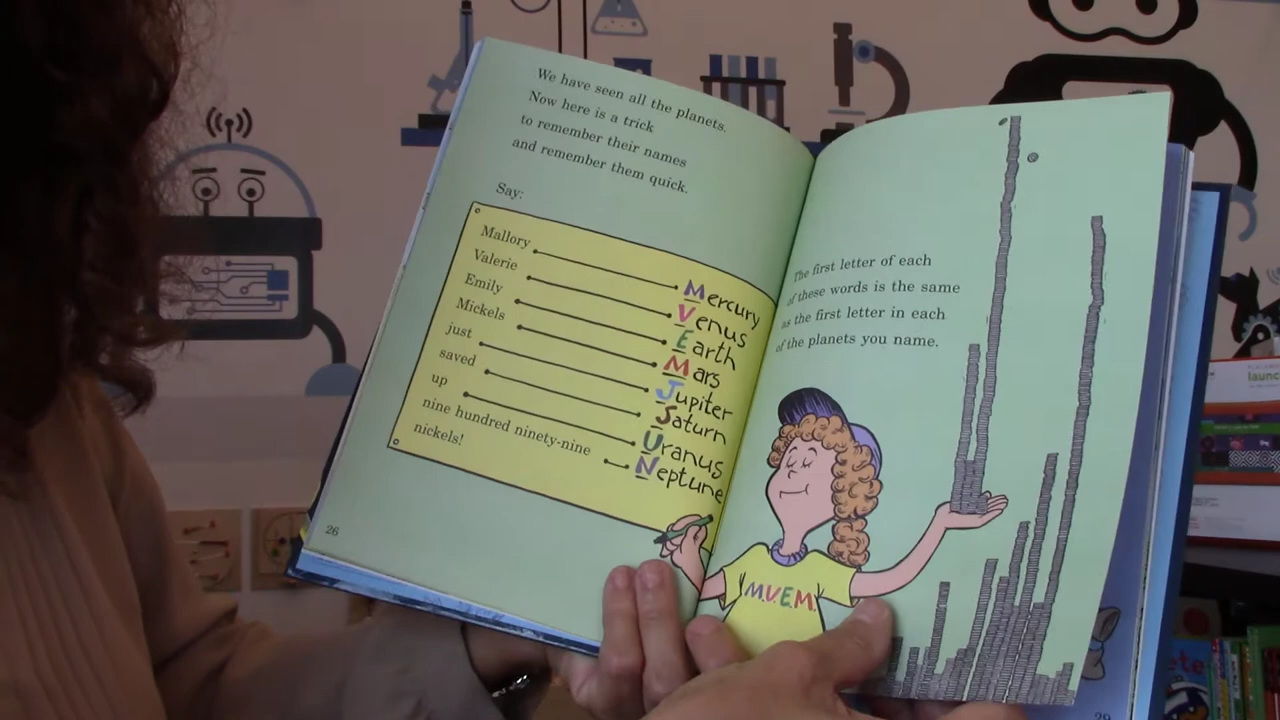 We have seen all the planets.
Now here is a trick
to remember their names
and remember them quick.
Say:
Mallory Mercury
Valerie Venus
Emily Earth
Mickels Mars
just Jupiter
saved Saturn
up Uranus
nine hundred ninety-nine Neptune
nickels!
26
The first letter of each
of these words is the same
as the first letter in each
of the planets you name.
M.V.E.M.
29
launc